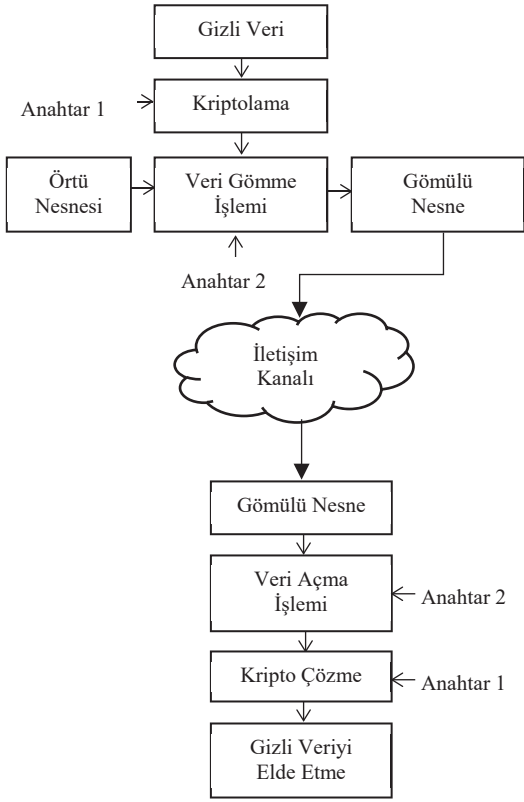 Gizli Veri
Anahtar 1
Kriptolama
Örtü
Nesnesi
Veri Gömme
İşlemi
Gömülü
Nesne
Anahtar 2
İletişim
Kanalı
Gömülü Nesne
Veri Açma
İşlemi
Anahtar 2
Kripto Çözme
Anahtar 1
Gizli Veriyi
Elde Etme